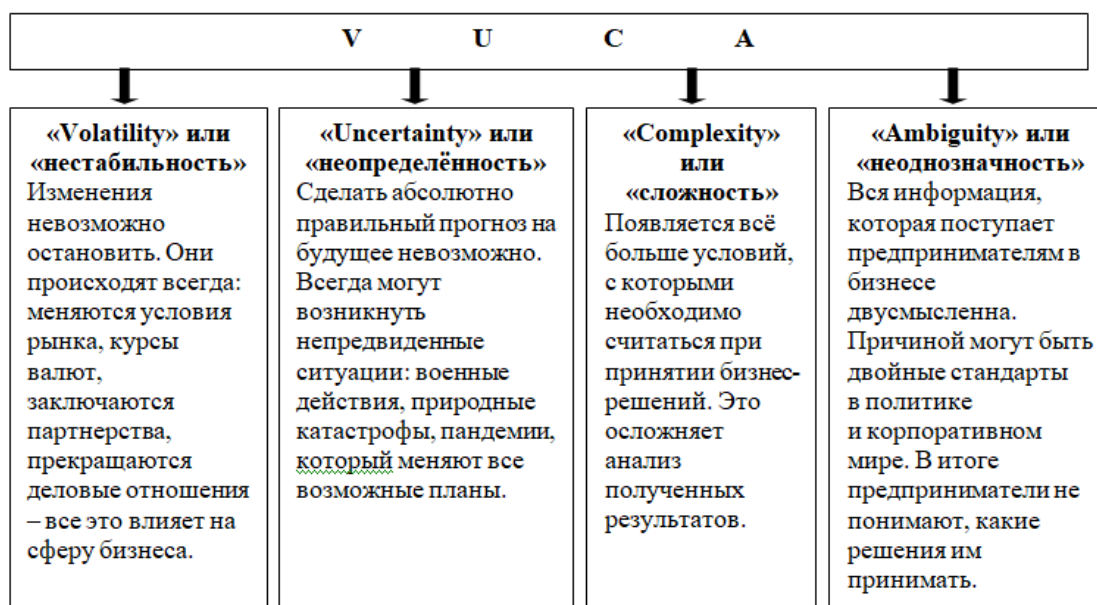 V U C A
«Volatility» или
«нестабильность»
Изменения
невозможно
остановить. Они
происходят всегда:
меняются условия
рынка, курсы
валют,
заключаются
партнерства,
прекращаются
деловые отношения
– все это влияет на
сферу бизнеса.
«Uncertainty» или
«неопределённость»
Сделать абсолютно
правильный прогноз на
будущее невозможно.
Всегда могут
возникнуть
непредвиденные
ситуации: военные
действия, природные
катастрофы, пандемии,
который меняют все
возможные планы.
«Complexity»
или
«сложность»
Появляется всё
больше условий,
с которыми
необходимо
считаться при
принятии бизнес-
решений. Это
осложняет
анализ
полученных
результатов.
«Ambiguity» или
«неоднозначность»
Вся информация,
которая поступает
предпринимателям в
бизнесе
двусмысленна.
Причиной могут быть
двойные стандарты
в политике
и корпоративном
мире. В итоге
предприниматели не
понимают, какие
решения им
принимать.